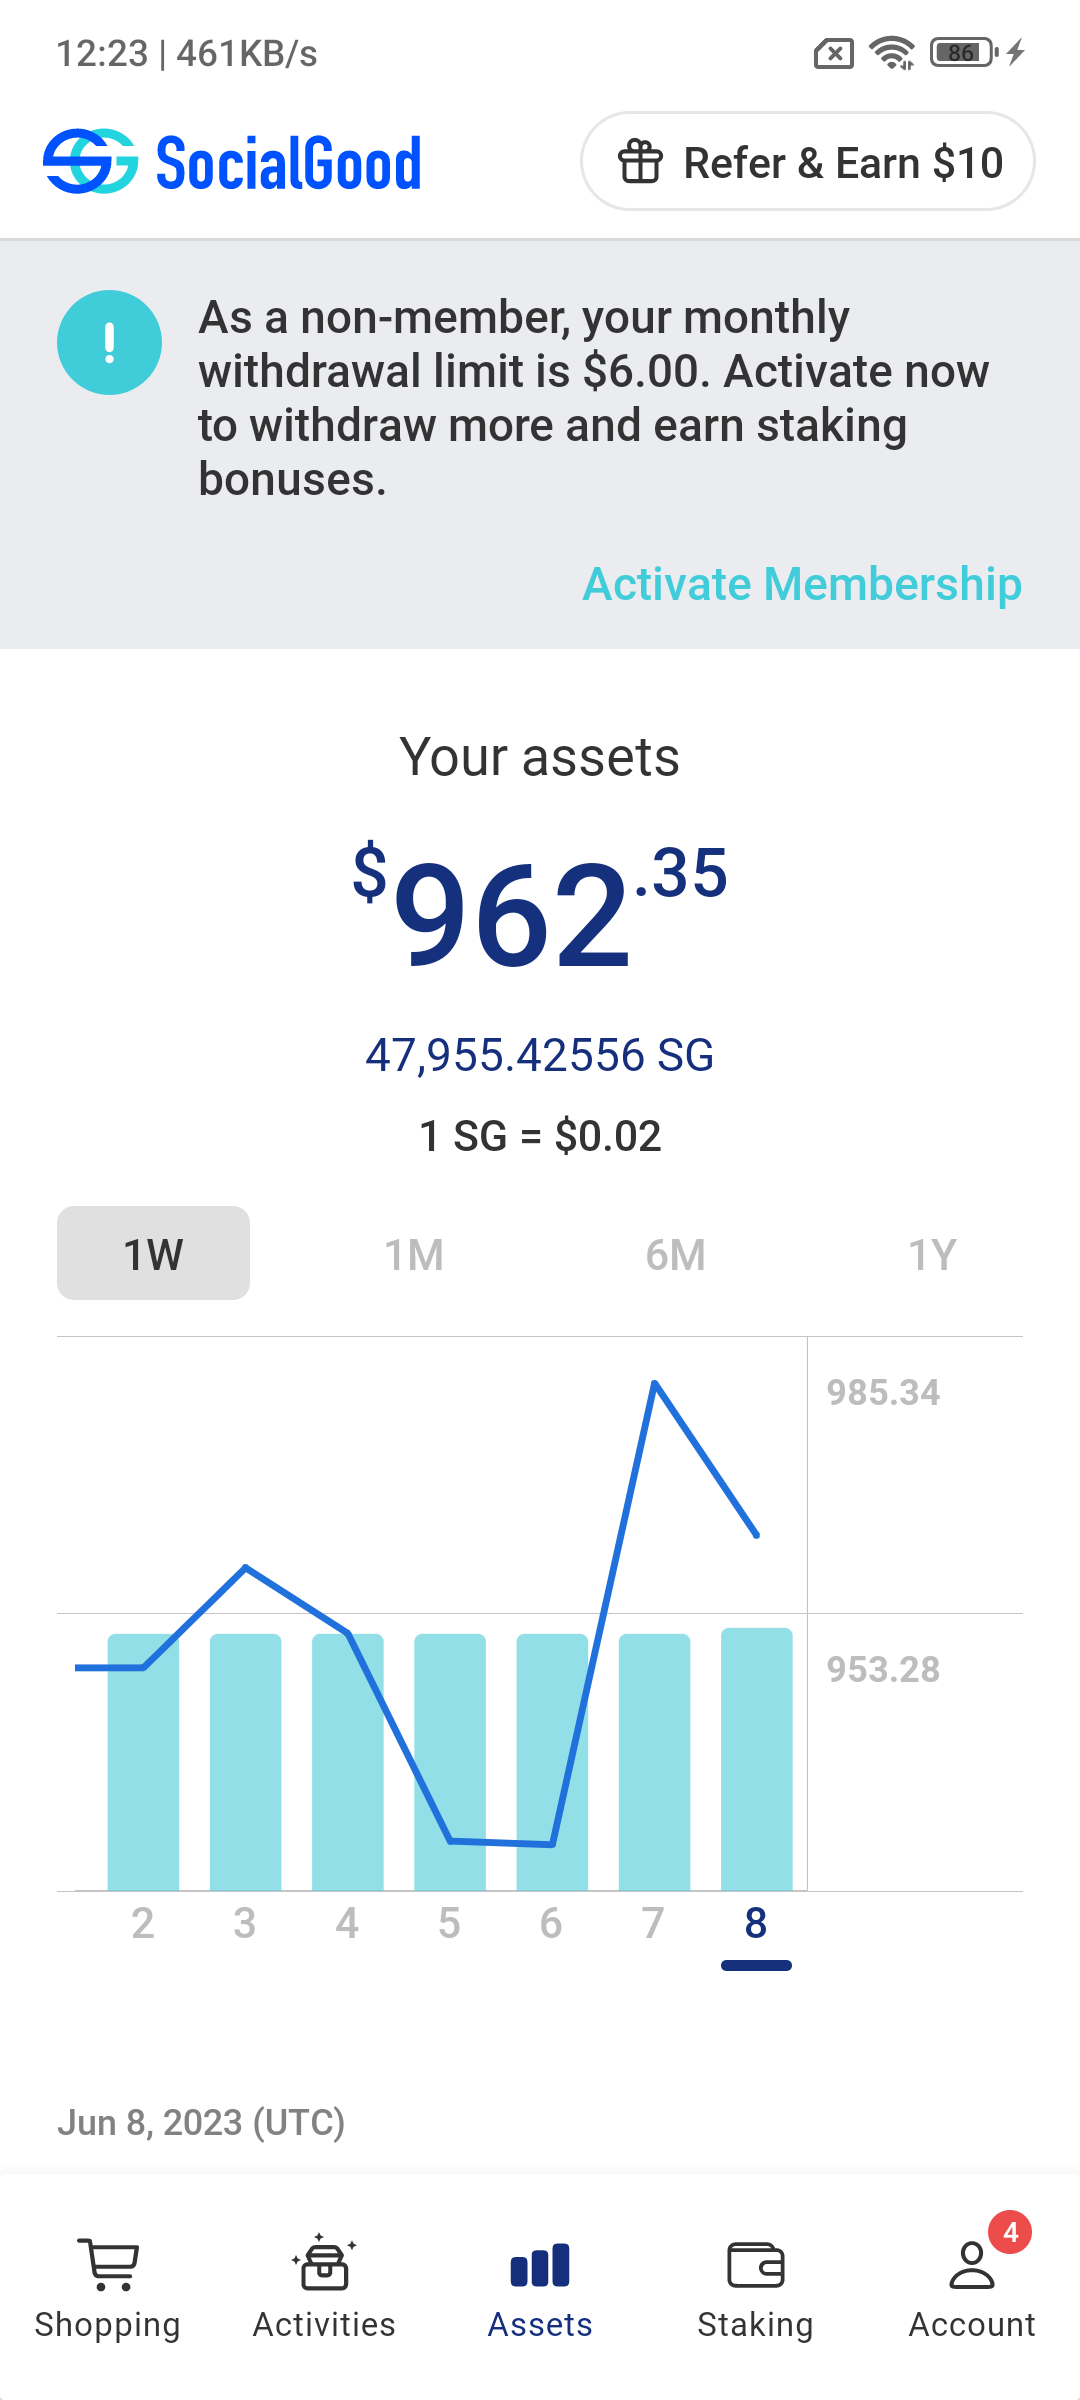 12:23 | 461KB/s
86
SocialGood
Refer & Earn $10
As a non-member, your monthly
withdrawal limit is $6.00. Activate now
to withdraw more and earn staking
bonuses.
Activate Membership
Your assets
$962.35
47,955.42556 SG
1 SG = $0.02
1W 1M 6M 1Y
985.34
953.28
2 3 4 5 6 7 8
Jun 8, 2023 (UTC)
4
Shopping Activities Assets Staking Account